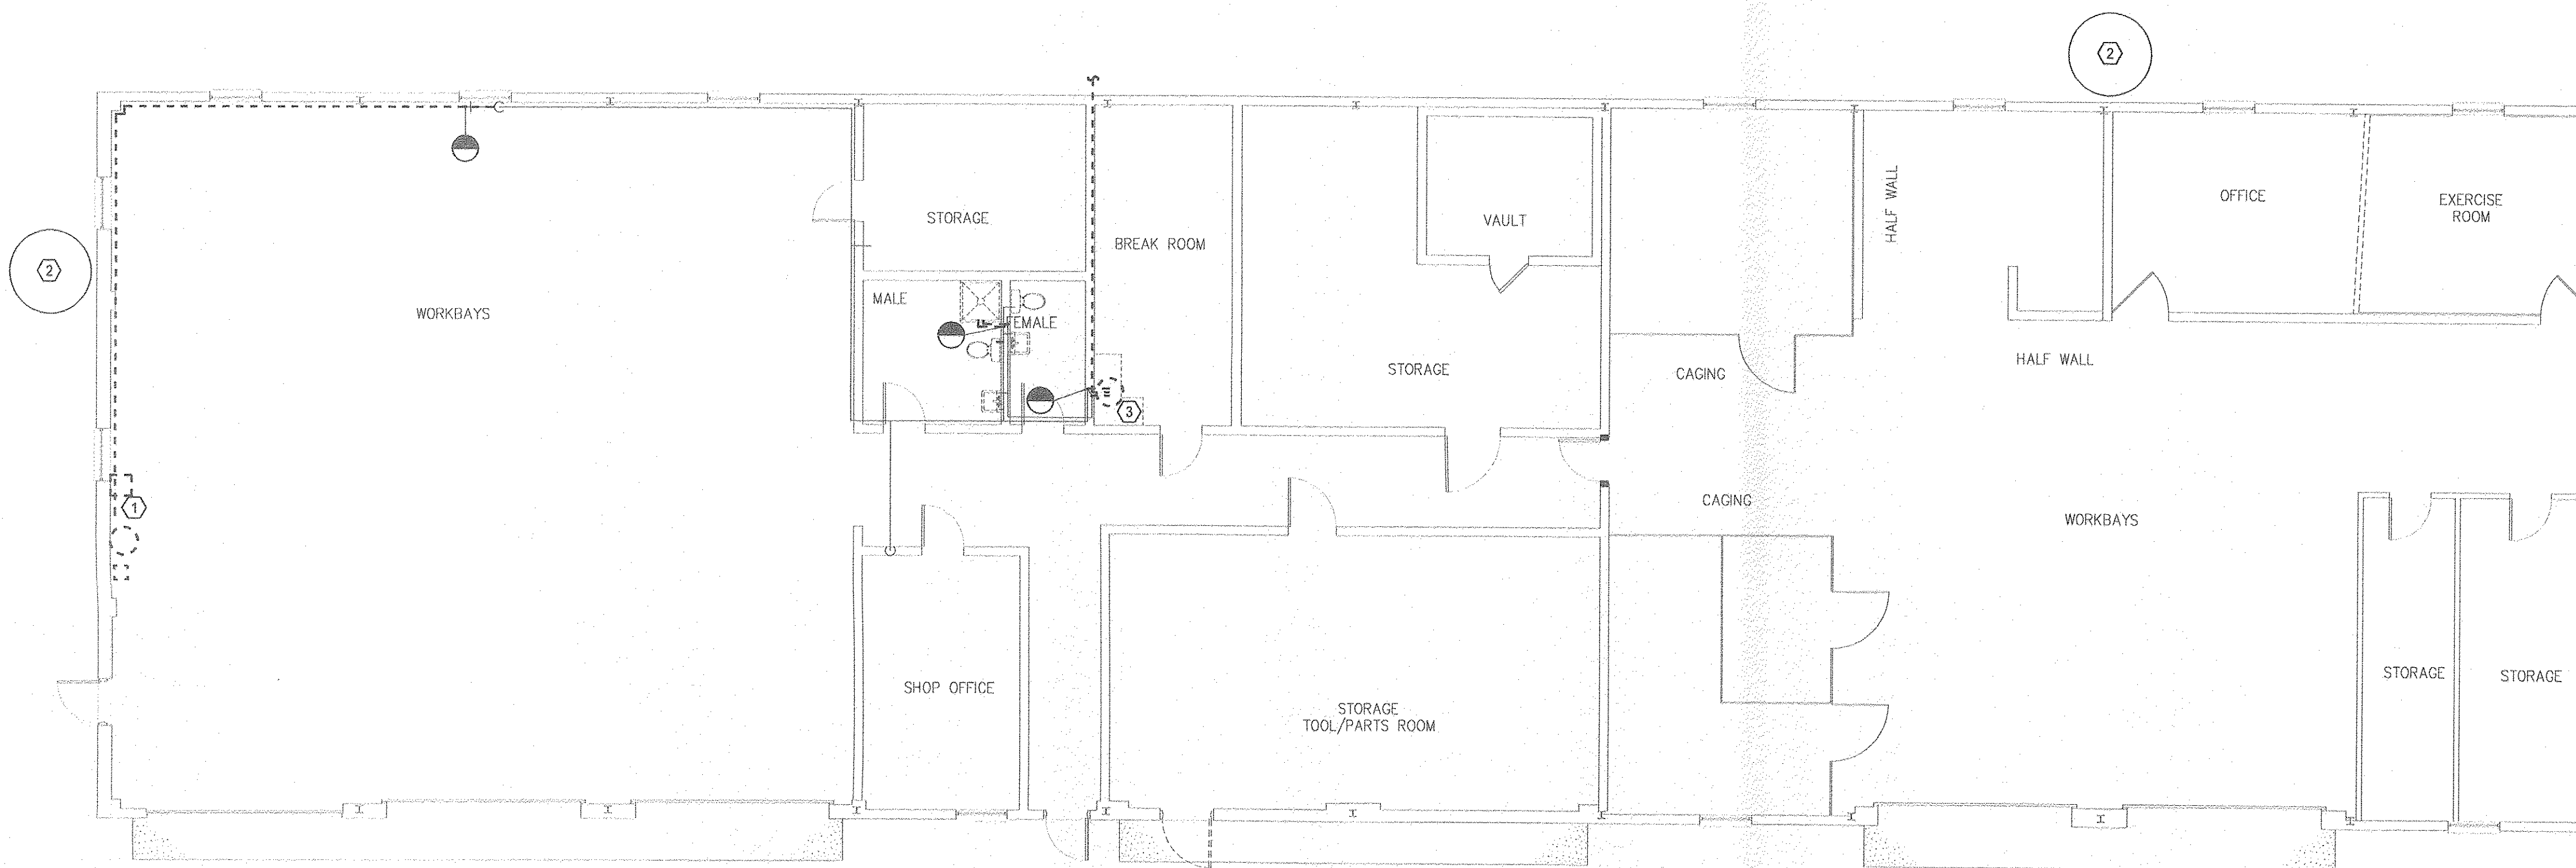 2
2
HALF WALL
OFFICE
EXERCISE
ROOM
STORAGE
BREAK ROOM
VAULT
WORKBAYS
MALE
FEMALE
HALF WALL
STORAGE
CAGING
3
CAGING
1
WORKBAYS
SHOP OFFICE
STORAGE
TOOL/PARTS ROOM
STORAGE
STORAGE